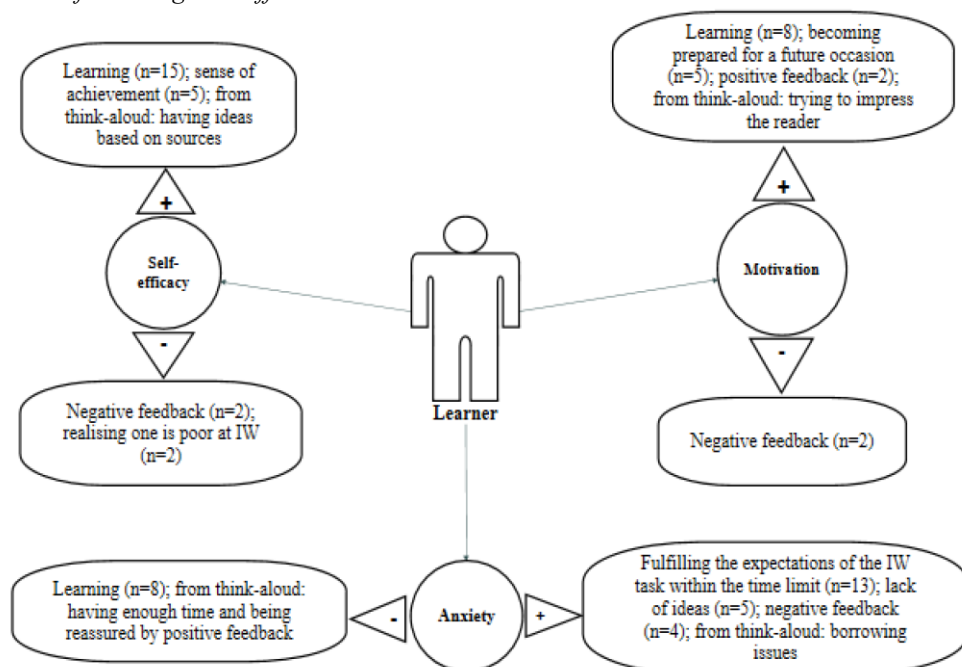 Learning (n=15); sense of
achievement (n=5); from
think-aloud: having ideas
based on sources
+
Self-
efficacy
-
Negative feedback (n=2);
realising one is poor at IW
(n=2)
Learning (n=8); becoming
prepared for a future occasion
(n=5); positive feedback (n=2);
from think-aloud: trying to impress
the reader
+
Motivation
-
Negative feedback (n=2)
Learner
Learning (n=8); from think-aloud:
having enough time and being
reassured by positive feedback
-
Anxiety
+
Fulfilling the expectations of the IW
task within the time limit (n=13); lack
of ideas (n=5); negative feedback
(n=4); from think-aloud: borrowing
issues